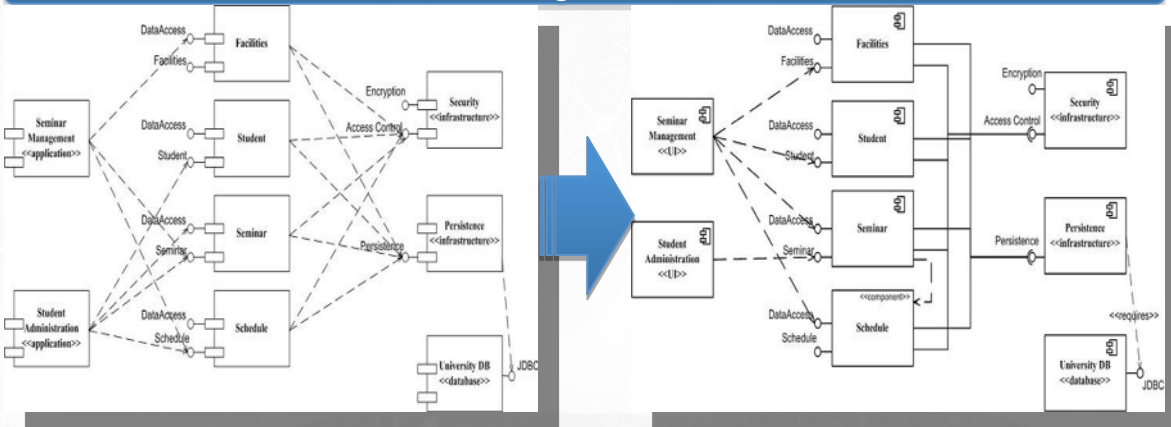 DataAccess
Facilities
Facilities
DataAccess
Student
Student
DataAccess
Seminar
Seminar
DataAccess
Schedule
Schedule
Seminar
Management
<<application>>
Student
Administration
<<application>>
Encryption
Access Control
Security
<<infrastructure>>
Persistence
Persistence
<<infrastructure>>
University DB
<<database>>
JDBC
DataAccess
Facilities
Facilities
DataAccess
Student
Student
DataAccess
Seminar
Seminar
<<component>>
DataAccess
Schedule
Schedule
Seminar
Management
<<UI>>
Student
Administration
<<UI>>
Encryption
Access Control
Security
<<infrastructure>>
Persistence
Persistence
<<infrastructure>>
<<requires>>
University DB
<<database>>
JDBC